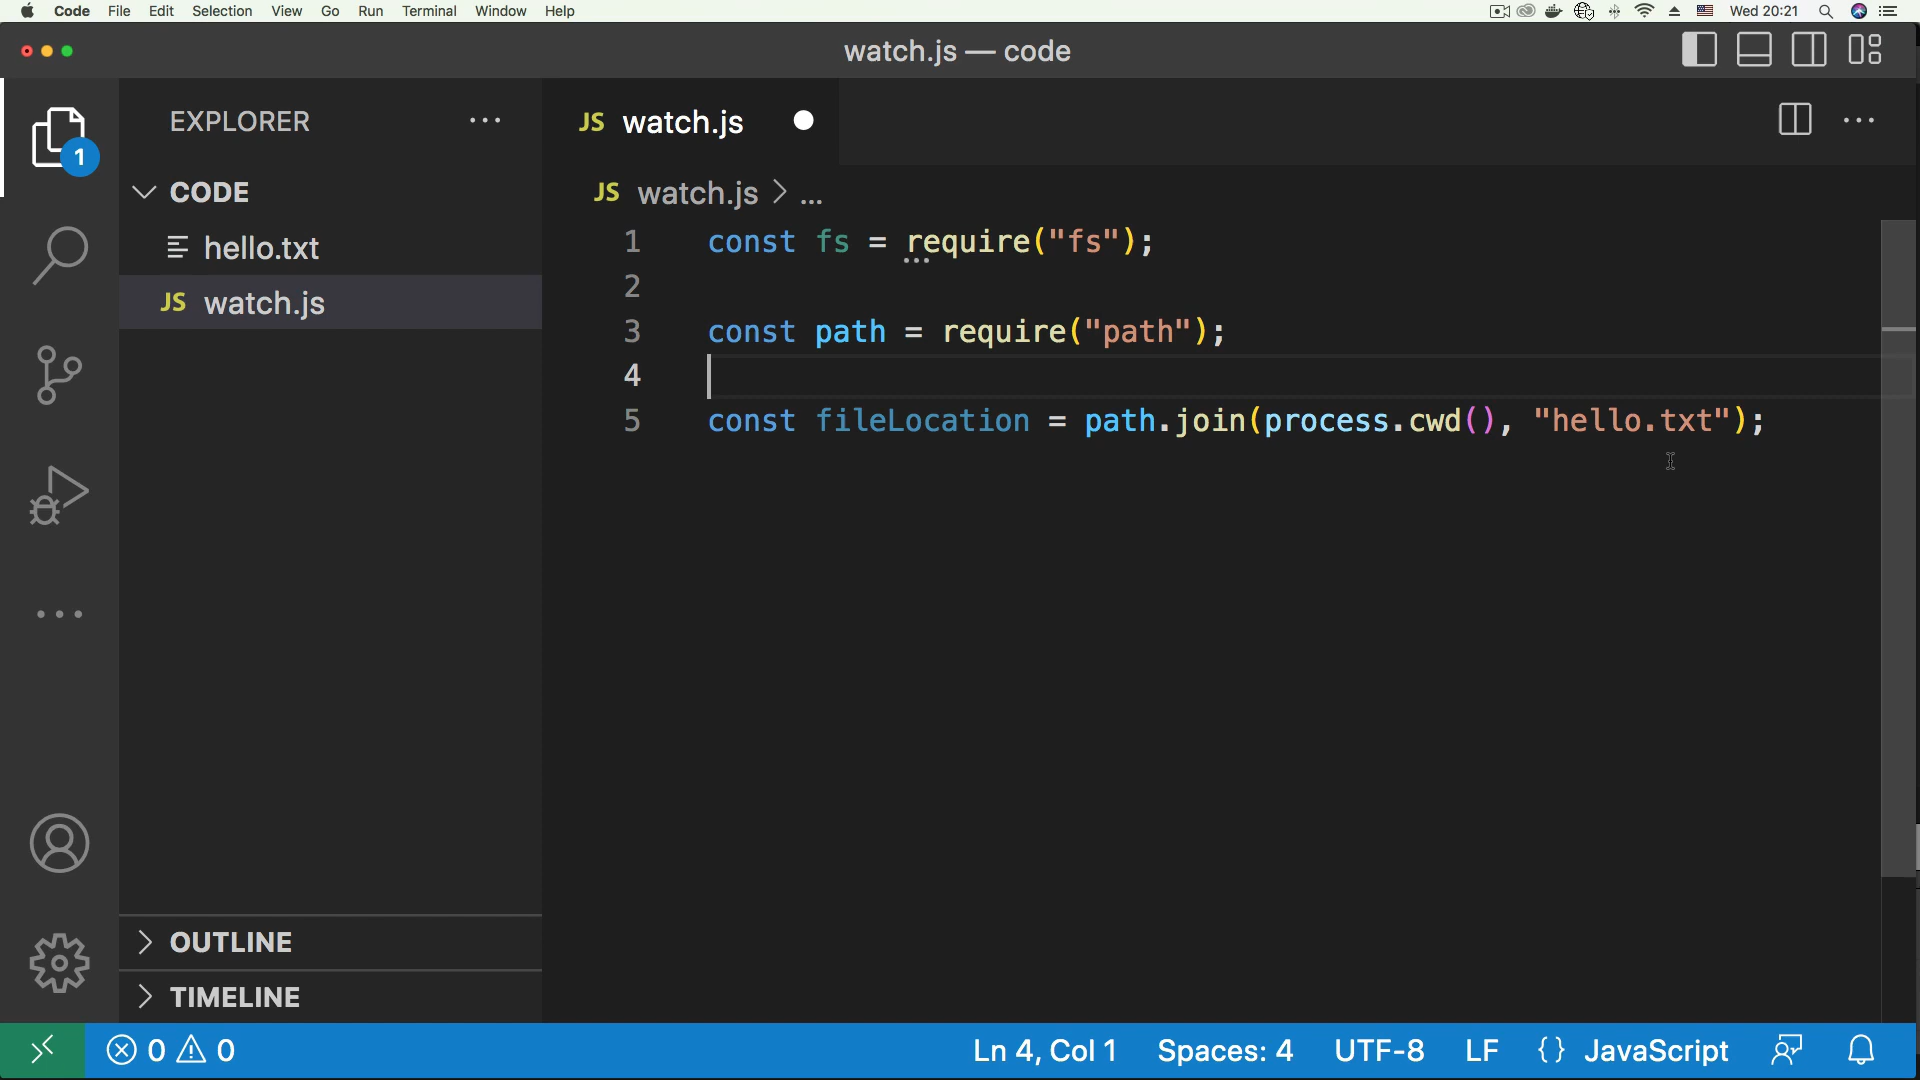 Code File Edit Selection View Go Run Terminal Window Help Wed 20:21
watch.js — code
EXPLORER ···
JS watch.js
1
CODE
JS watch.js > ...
hello.txt
JS watch.js
1 const fs = require("fs");
2
3 const path = require("path");
4
5 const fileLocation = path.join(process.cwd(), "hello.txt");
OUTLINE
TIMELINE
0 0 Ln 4, Col 1 Spaces: 4 UTF-8 LF {} JavaScript